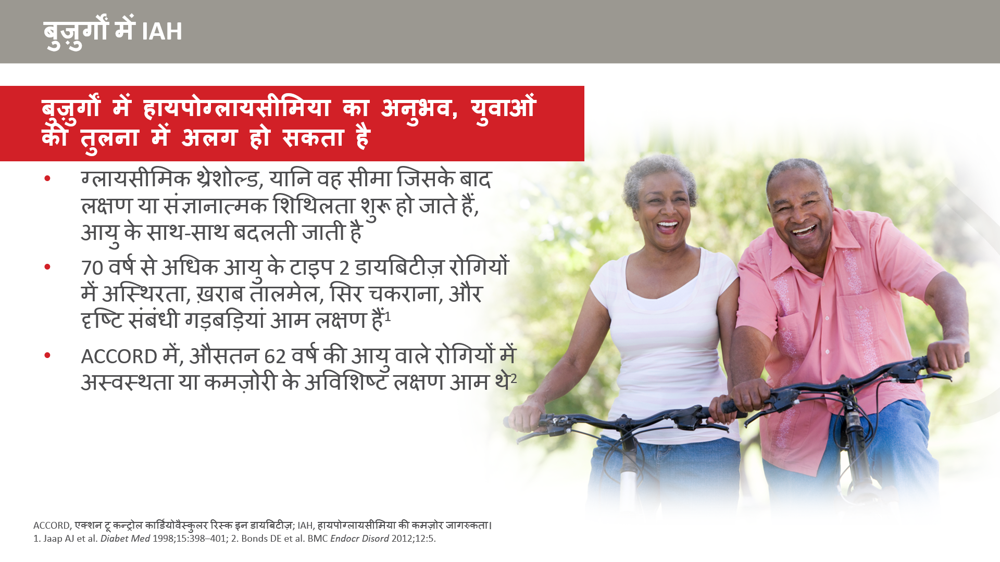 बुज़ुर्गों में IAH
बुज़ुर्गों में हायपोग्लायसीमिया का अनुभव, युवाओं
की तुलना में अलग हो सकता है
• ग्लायसीमिक थ्रेशोल्ड, यानि वह सीमा जिसके बाद
लक्षण या संज्ञानात्मक शिथिलता शुरू हो जाते हैं,
आयु के साथ-साथ बदलती जाती है
• 70 वर्ष से अधिक आयु के टाइप 2 डायबिटीज़ रोगियों
में अस्थिरता, ख़राब तालमेल, सिर चकराना, और
दृष्टि संबंधी गड़बड़ियां आम लक्षण हैं1
• ACCORD में, औसतन 62 वर्ष की आयु वाले रोगियों में
अस्वस्थता या कमज़ोरी के अविशिष्ट लक्षण आम थे2
ACCORD, एक्शन टू कन्ट्रोल कार्डियोवैस्कुलर रिस्क इन डायबिटीज़; IAH, हायपोग्लायसीमिया की कमज़ोर जागरुकता।
1. Jaap AJ et al. Diabet Med 1998;15:398–401; 2. Bonds DE et al. BMC Endocr Disord 2012;12:5.